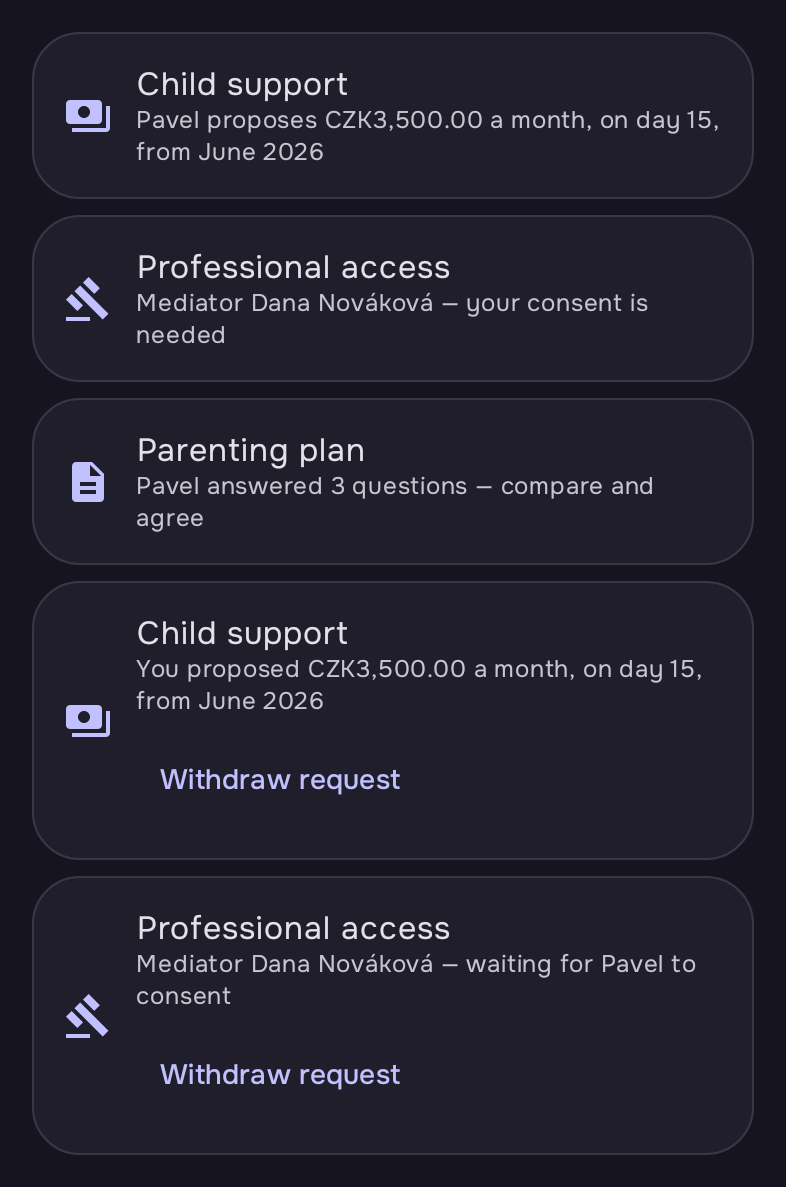 Child support
Pavel proposes CZK3,500.00 a month, on day 15,
from June 2026
Professional access
Mediator Dana Nováková — your consent is
needed
Parenting plan
Pavel answered 3 questions — compare and
agree
Child support
You proposed CZK3,500.00 a month, on day 15,
from June 2026
Withdraw request
Professional access
Mediator Dana Nováková — waiting for Pavel to
consent
Withdraw request